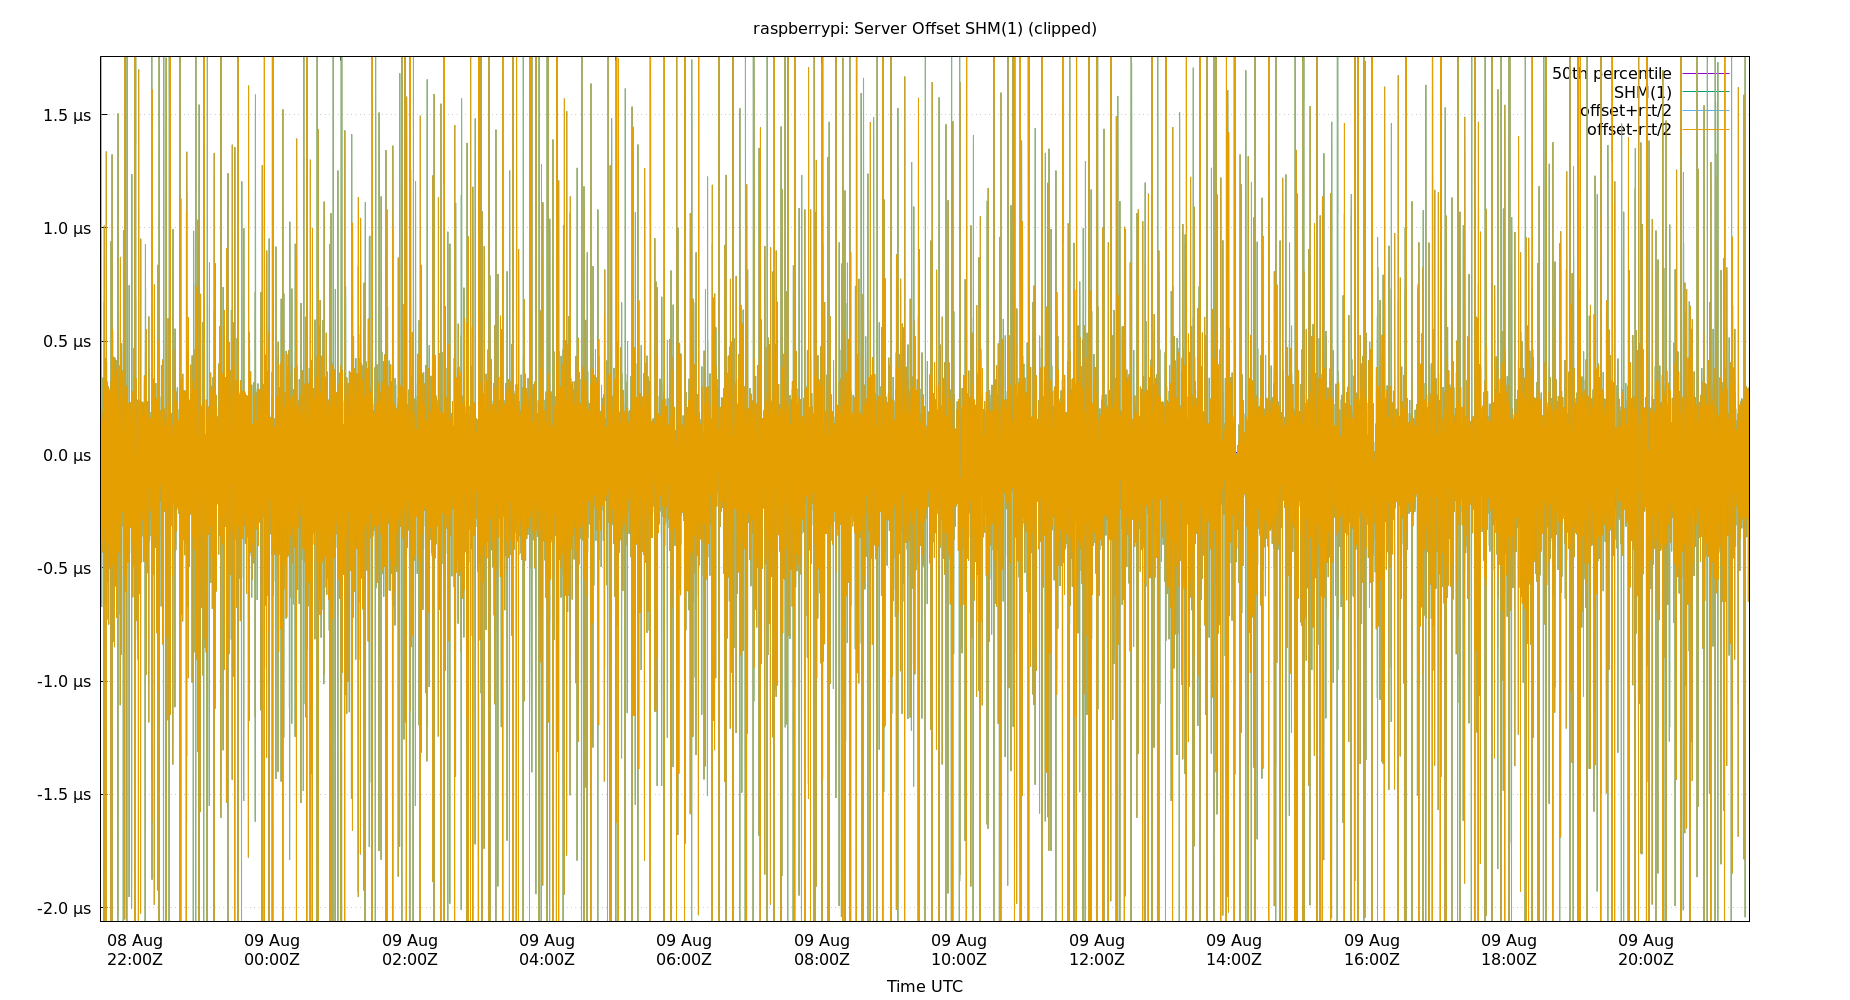 raspberrypi: Server Offset SHM(1) (clipped)
50th percentile
SHM(1)
offset+rtt/2
offset-rtt/2
1.5 μs
1.0 μs
0.5 μs
0.0 μs
-0.5 μs
-1.0 μs
-1.5 μs
-2.0 μs
08 Aug 09 Aug 09 Aug 09 Aug 09 Aug 09 Aug 09 Aug 09 Aug 09 Aug 09 Aug 09 Aug 09 Aug
22:00Z 00:00Z 02:00Z 04:00Z 06:00Z 08:00Z 10:00Z 12:00Z 14:00Z 16:00Z 18:00Z 20:00Z
Time UTC